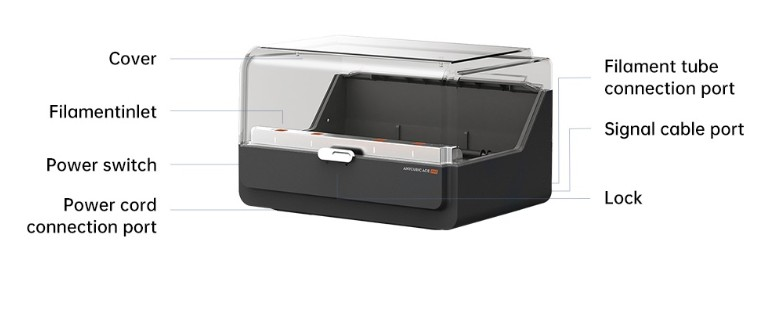 Cover
Filamentinlet
Power switch
Power cord
connection port
Filament tube
connection port
Signal cable port
Lock